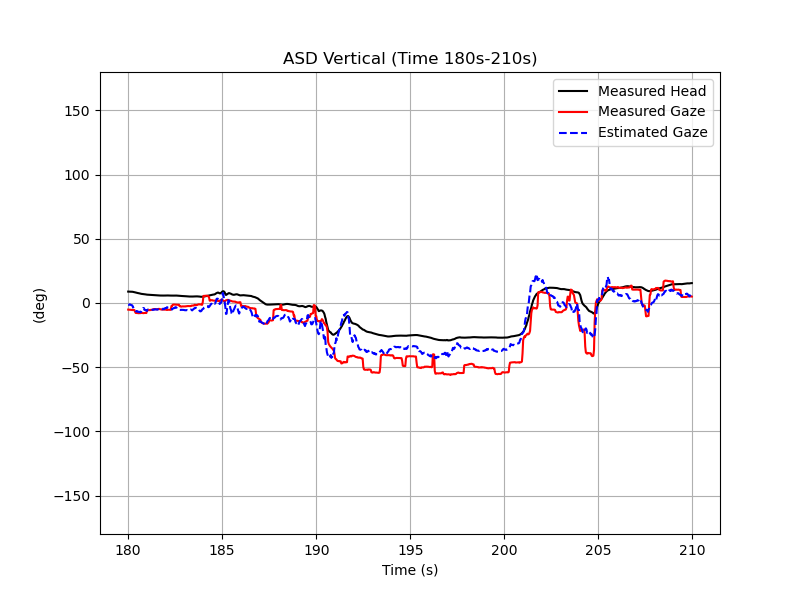 ASD Vertical (Time 180s-210s)
Measured Head
Measured Gaze
Estimated Gaze
150
100
50
0
−50
−100
−150
(deg)
180 185 190 195 200 205 210
Time (s)